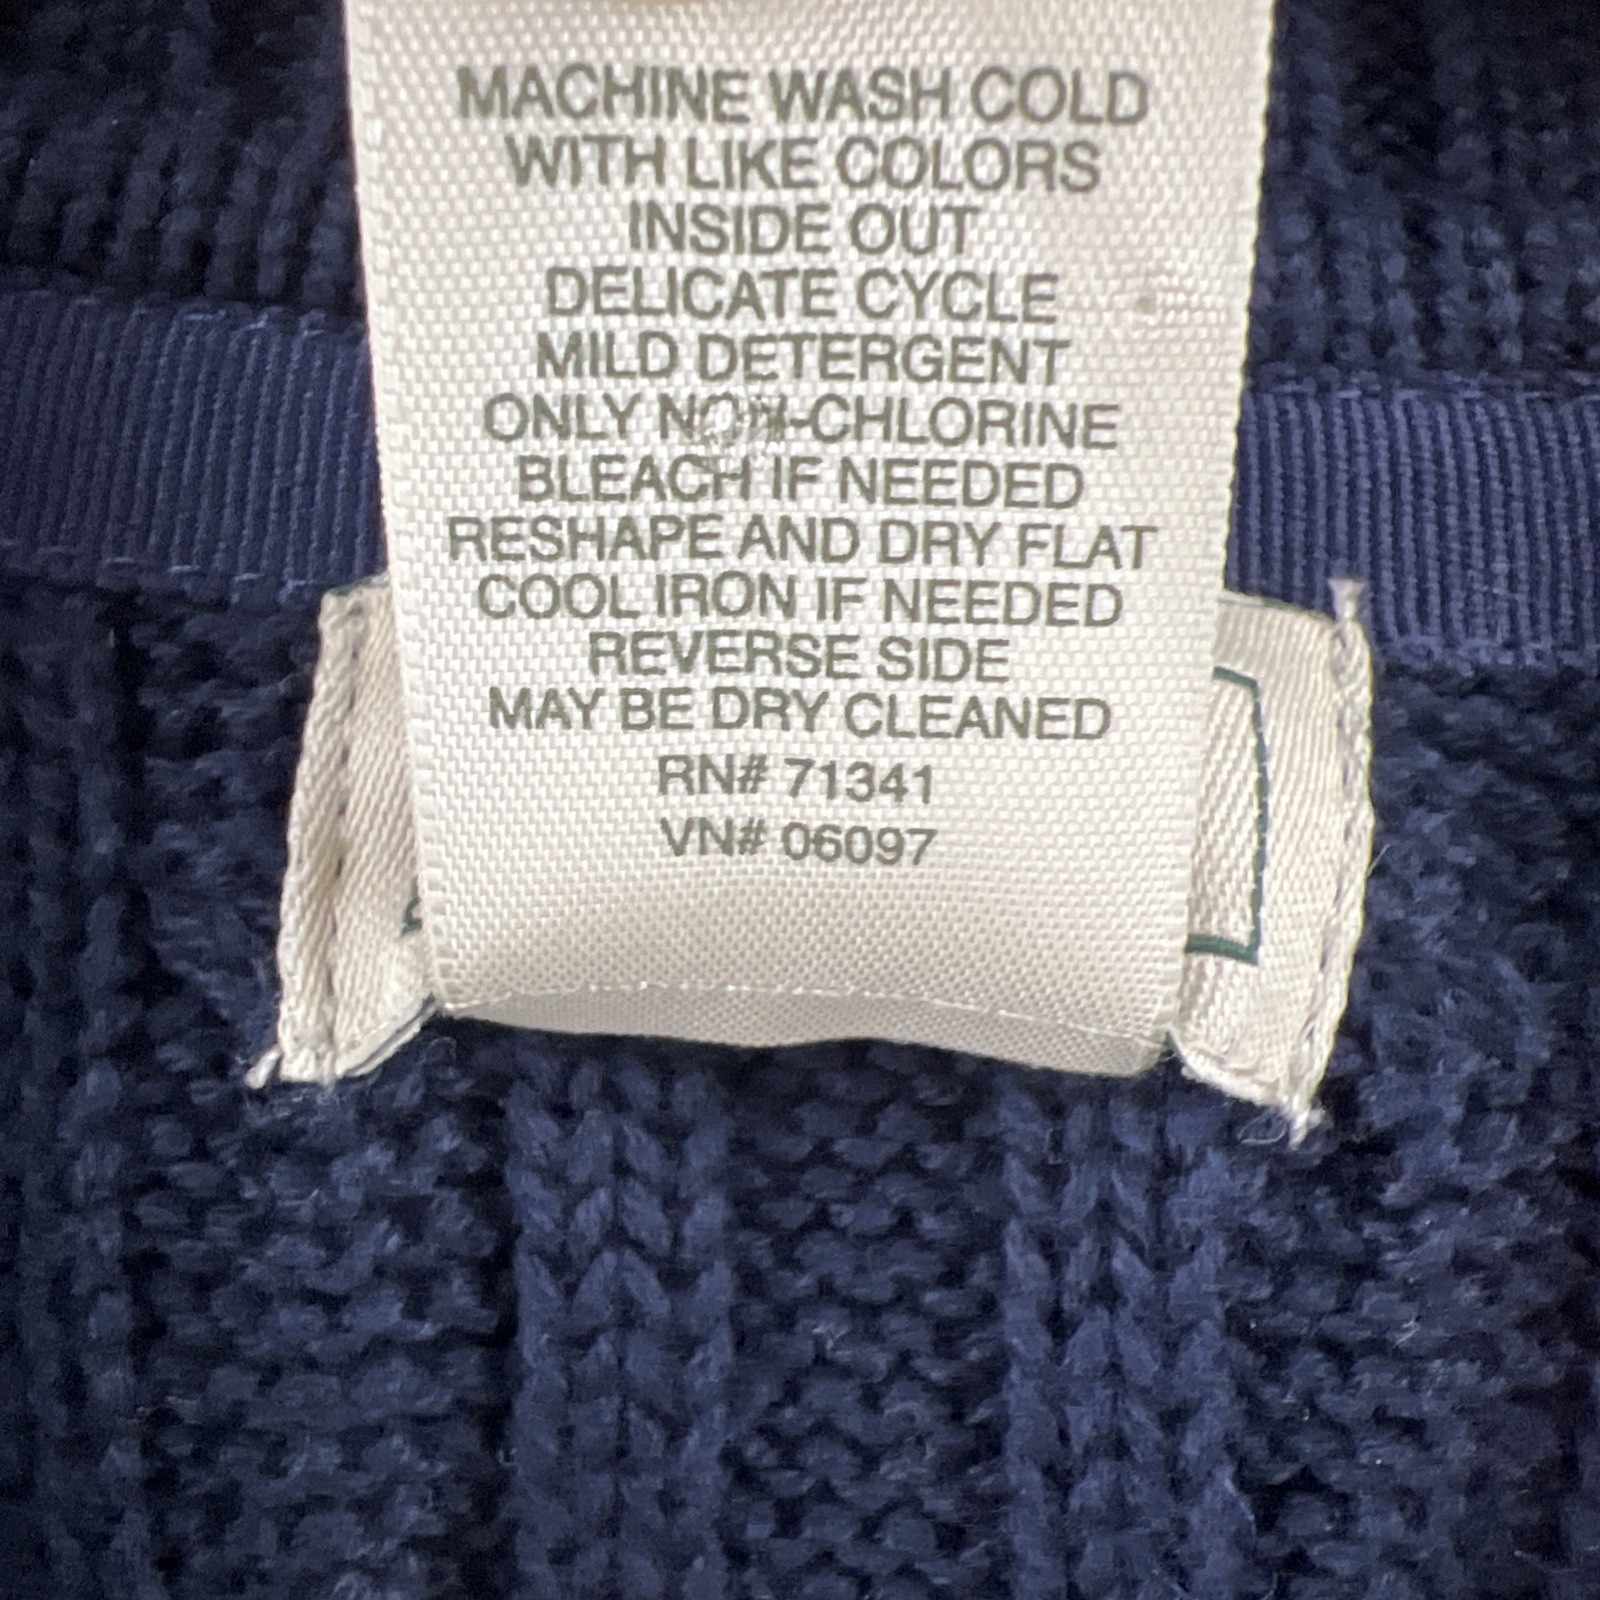 MACHINE WASH COLD
WITH LIKE COLORS
INSIDE OUT
DELICATE CYCLE
MILD DETERGENT
ONLY NON-CHLORINE
BLEACH IF NEEDED
RESHAPE AND DRY FLAT
COOL IRON IF NEEDED
REVERSE SIDE
MAY BE DRY CLEANED
RN# 71341
VN# 06097